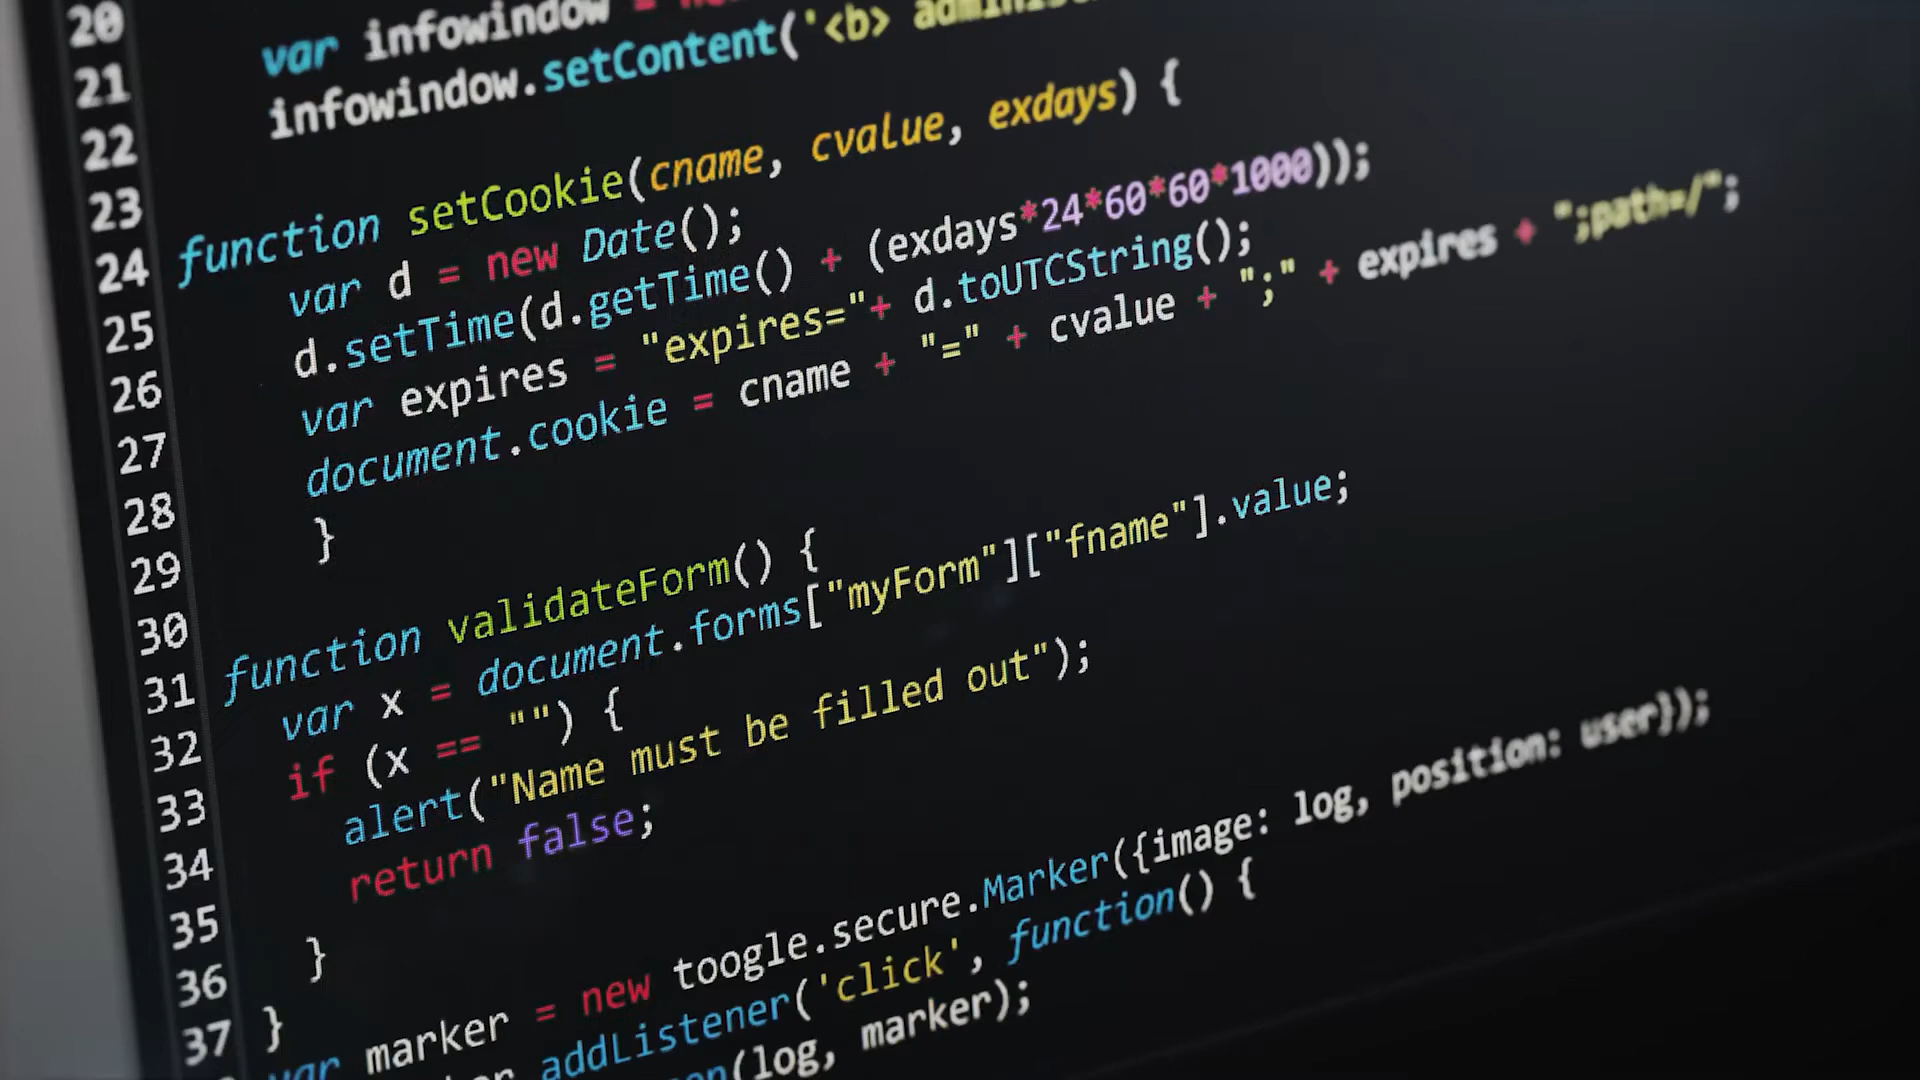 20
var infowindow =
21
infowindow.setContent('<b>
22
23
function setCookie(cname, cvalue, exdays) {
24
var d = new Date();
25
d.setTime(d.getTime() + (exdays*24*60*60*1000));
26
var expires = "expires="+ d.toUTCString();
27
document.cookie = cname + "=" + cvalue + ";" + expires + ";path=/";
28
}
29
30
function validateForm() {
31
var x = document.forms["myForm"]["fname"].value;
32
if (x == "") {
33
alert("Name must be filled out");
34
return false;
35
36
}
37
}
var marker = new toogle.secure.Marker({image: log, position: user});
addListener('click', function() {
(log, marker);